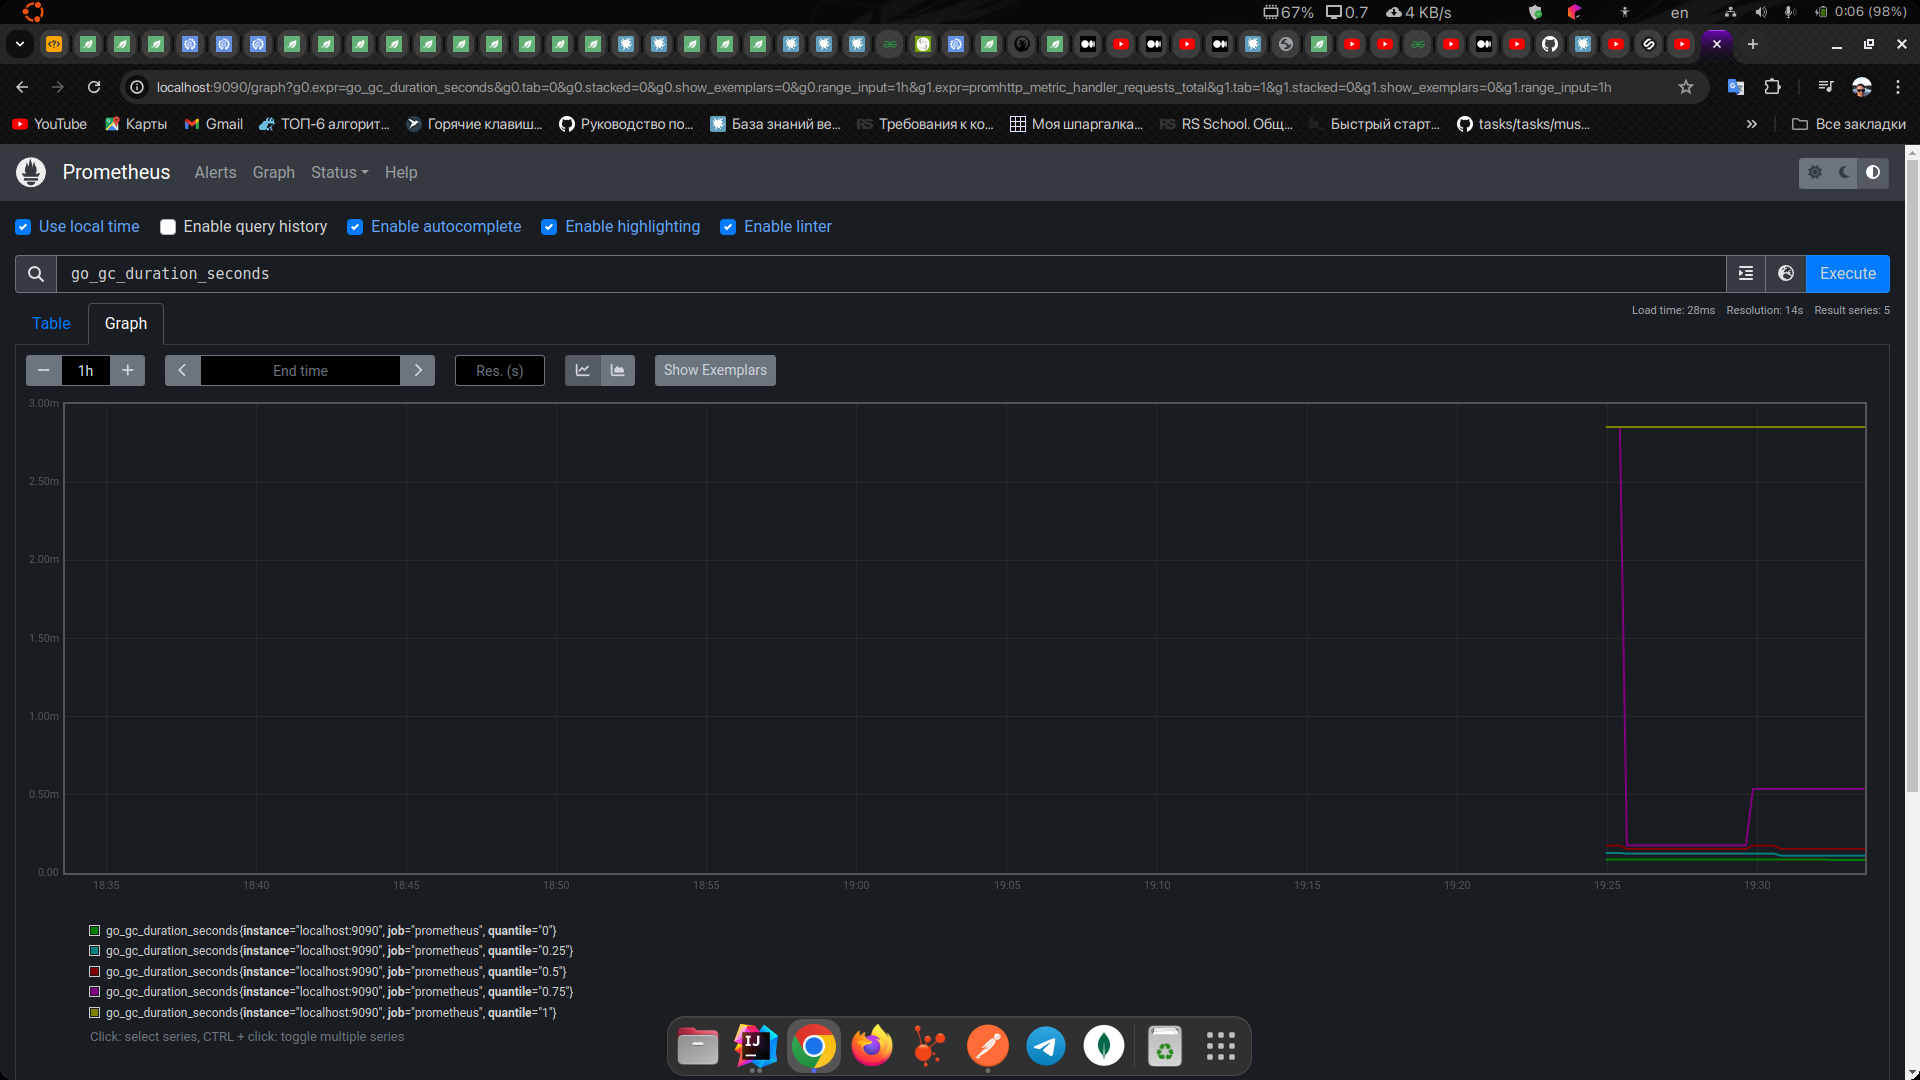 67% 0.7 4 KB/s en 0:06 (98%)
localhost:9090/graph?g0.expr=go_gc_duration_seconds&g0.tab=0&g0.stacked=0&g0.show_exemplars=0&g0.range_input=1h&g1.expr=promhttp_metric_handler_requests_total&g1.tab=1&g1.stacked=0&g1.show_exemplars=0&g1.range_input=1h
YouTube Карты Gmail ТОП-6 алгорит... Горячие клавиш... Руководство по... База знаний ве... RS Требования к ко... Моя шпаргалка... RS RS School. Общ... Быстрый старт... tasks/tasks/mus... » Все закладки
Prometheus Alerts Graph Status Help
Use local time Enable query history Enable autocomplete Enable highlighting Enable linter
go_gc_duration_seconds Execute
Table Graph Load time: 28ms Resolution: 14s Result series: 5
1h End time Res. (s) Show Exemplars
3.00m
2.50m
2.00m
1.50m
1.00m
0.50m
0.00
18:35 18:40 18:45 18:50 18:55 19:00 19:05 19:10 19:15 19:20 19:25 19:30
go_gc_duration_seconds{instance="localhost:9090", job="prometheus", quantile="0"}
go_gc_duration_seconds{instance="localhost:9090", job="prometheus", quantile="0.25"}
go_gc_duration_seconds{instance="localhost:9090", job="prometheus", quantile="0.5"}
go_gc_duration_seconds{instance="localhost:9090", job="prometheus", quantile="0.75"}
go_gc_duration_seconds{instance="localhost:9090", job="prometheus", quantile="1"}
Click: select series, CTRL + click: toggle multiple series
IJ